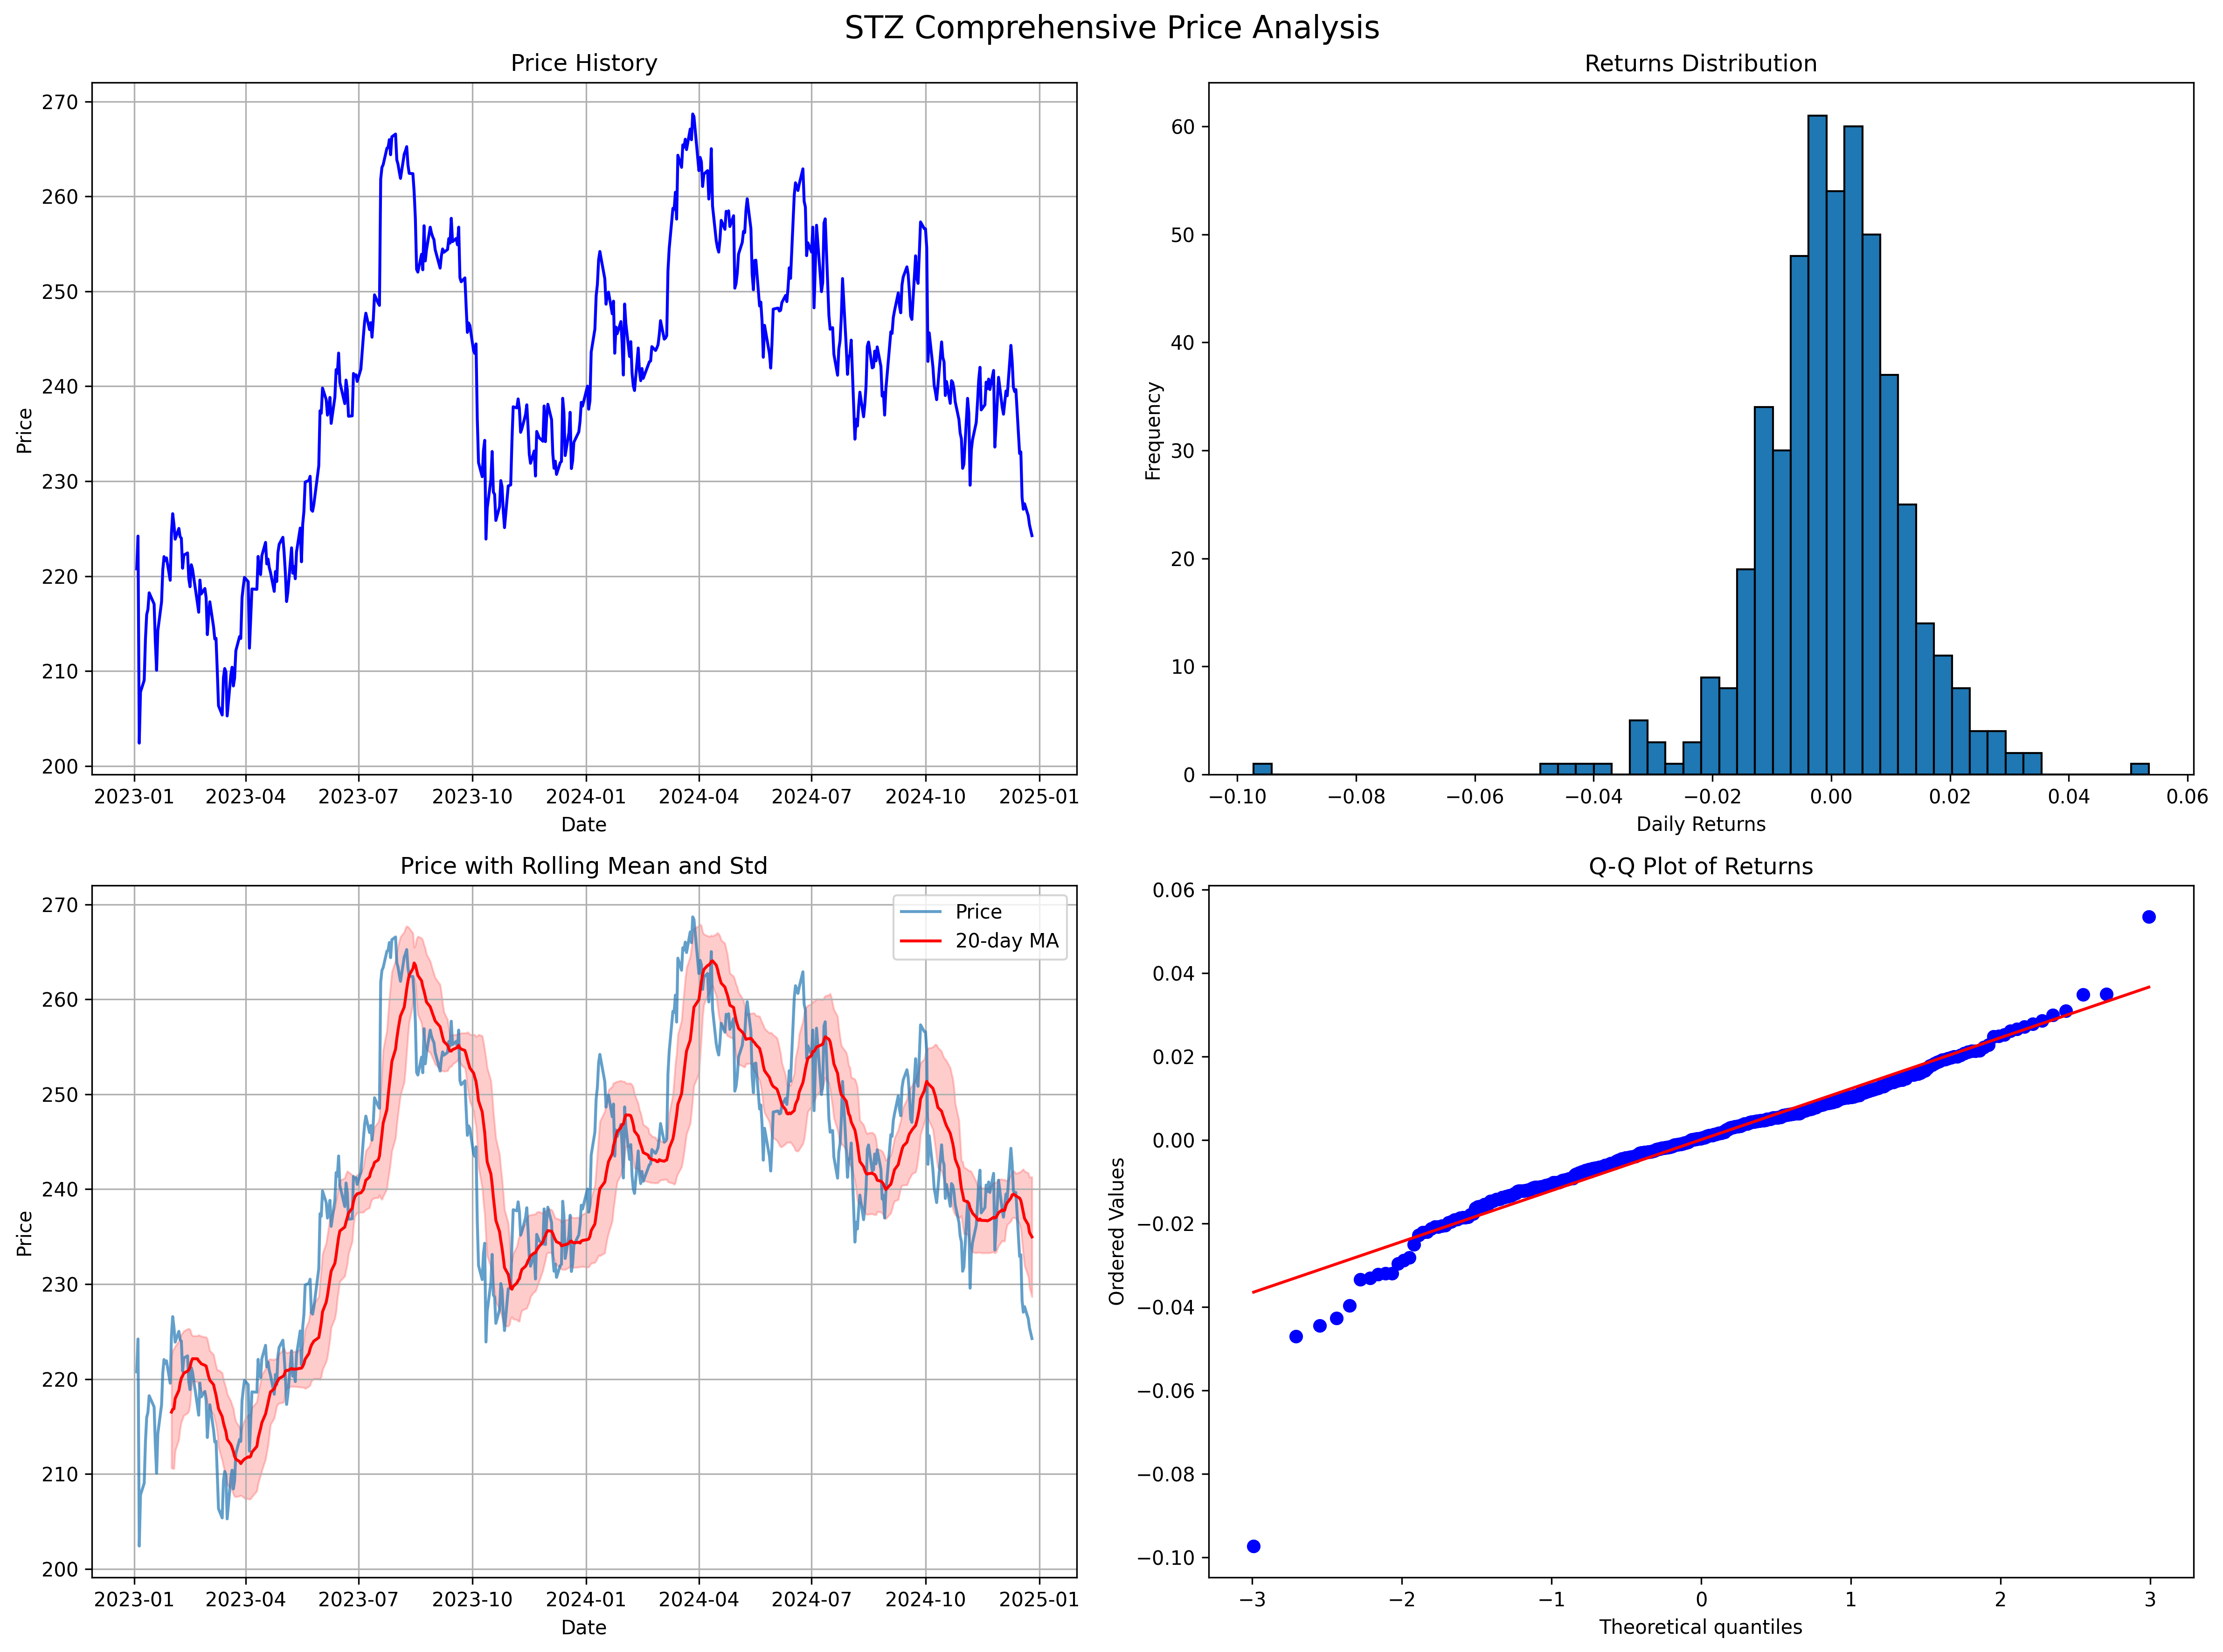 STZ Comprehensive Price Analysis
Price History
270
260
250
240
230
220
210
200
Price
2023-01 2023-04 2023-07 2023-10 2024-01 2024-04 2024-07 2024-10 2025-01
Date
Returns Distribution
60
50
40
30
20
10
0
Frequency
−0.10 −0.08 −0.06 −0.04 −0.02 0.00 0.02 0.04 0.06
Daily Returns
Price with Rolling Mean and Std
Price
20-day MA
270
260
250
240
230
220
210
200
Price
2023-01 2023-04 2023-07 2023-10 2024-01 2024-04 2024-07 2024-10 2025-01
Date
Q-Q Plot of Returns
0.06
0.04
0.02
0.00
−0.02
−0.04
−0.06
−0.08
−0.10
Ordered Values
−3 −2 −1 0 1 2 3
Theoretical quantiles